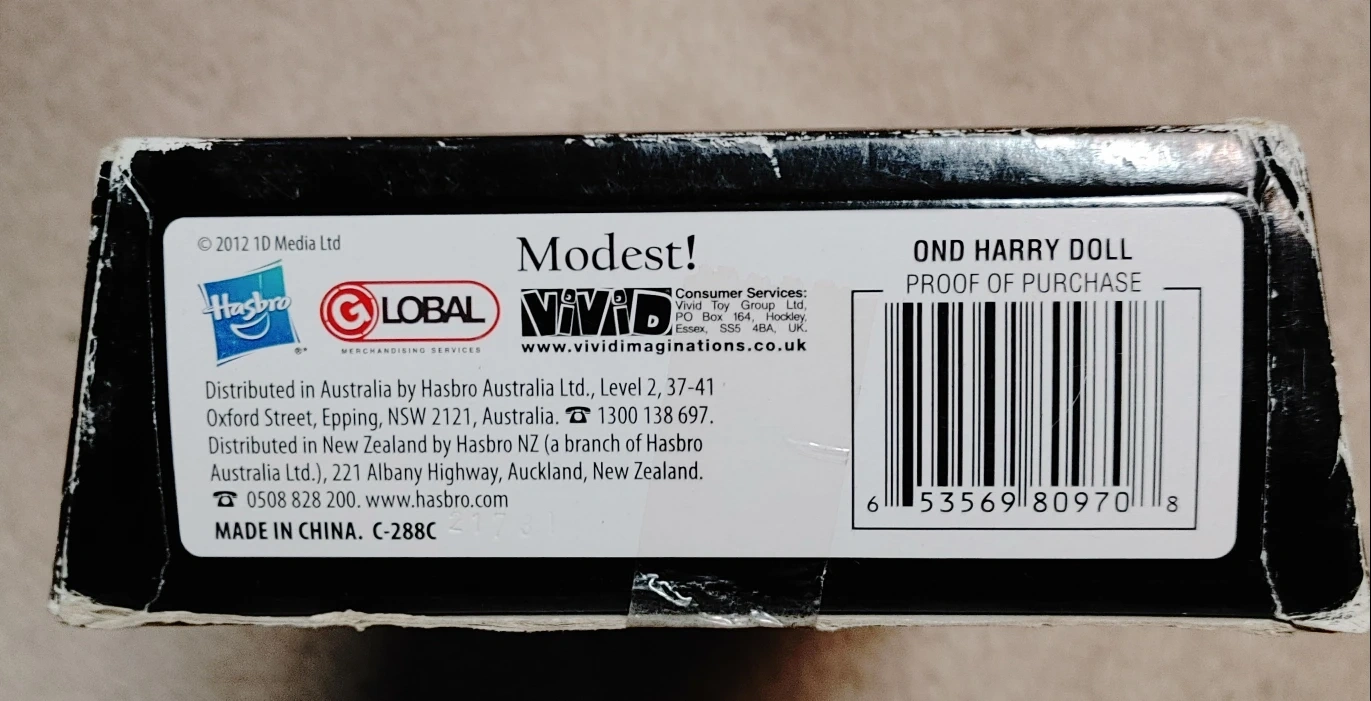 © 2012 1D Media Ltd
Hasbro
®*
GLOBAL
MERCHANDISING SERVICES
Modest!
ViViD
Consumer Services:
Vivid Toy Group Ltd,
PO Box 164, Hockley,
Essex, SS5 4BA, UK.
www.vividimaginations.co.uk
Distributed in Australia by Hasbro Australia Ltd., Level 2, 37-41
Oxford Street, Epping, NSW 2121, Australia. ☎ 1300 138 697.
Distributed in New Zealand by Hasbro NZ (a branch of Hasbro
Australia Ltd.), 221 Albany Highway, Auckland, New Zealand.
☎ 0508 828 200. www.hasbro.com
MADE IN CHINA. C-288C
OND HARRY DOLL
PROOF OF PURCHASE
6 53569 80970 8